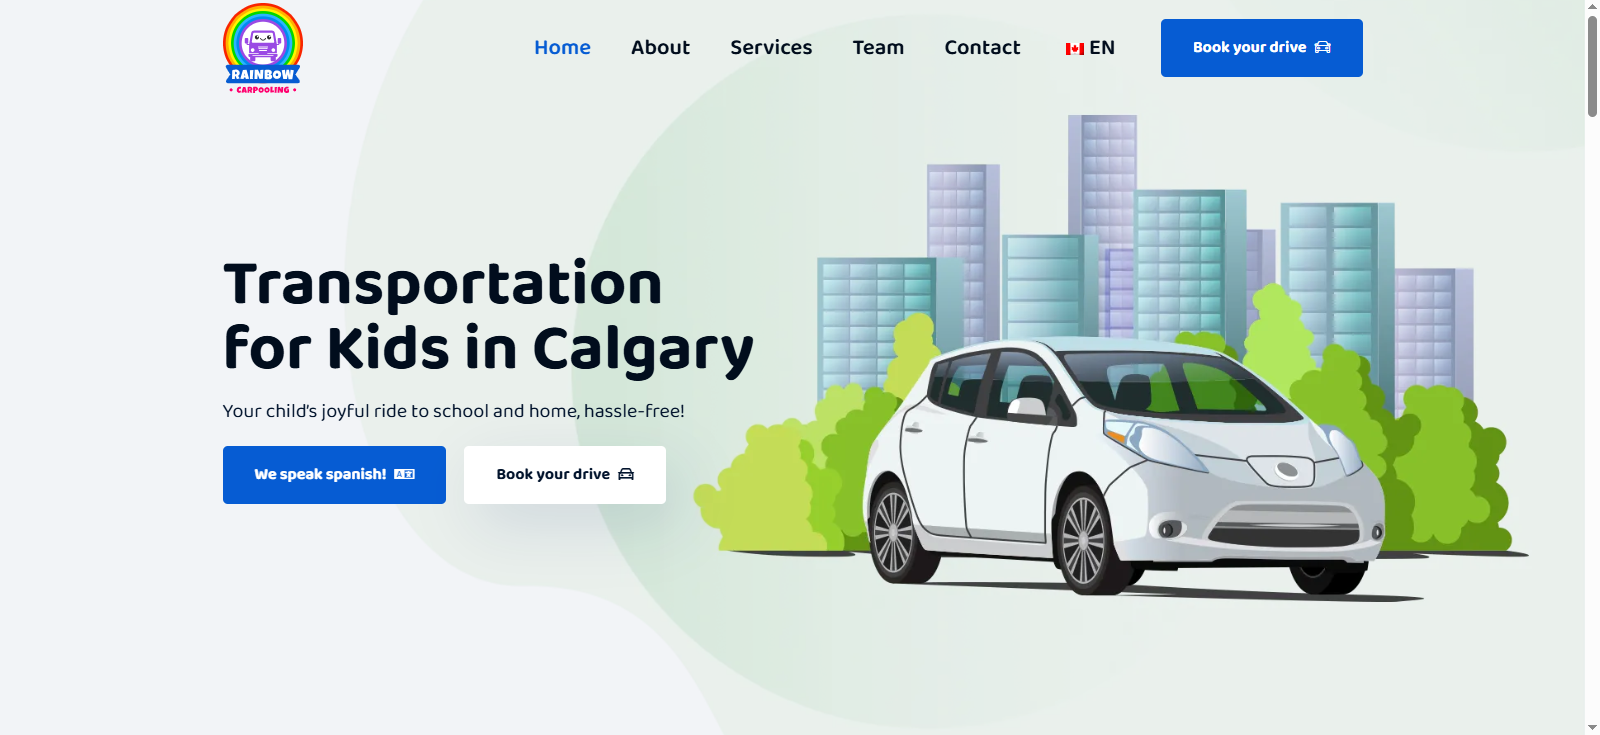 RAINBOW
• CARPOOLING •
Home
About
Services
Team
Contact
EN
Book your drive
Transportation
for Kids in Calgary
Your child's joyful ride to school and home, hassle-free!
We speak spanish!
Book your drive